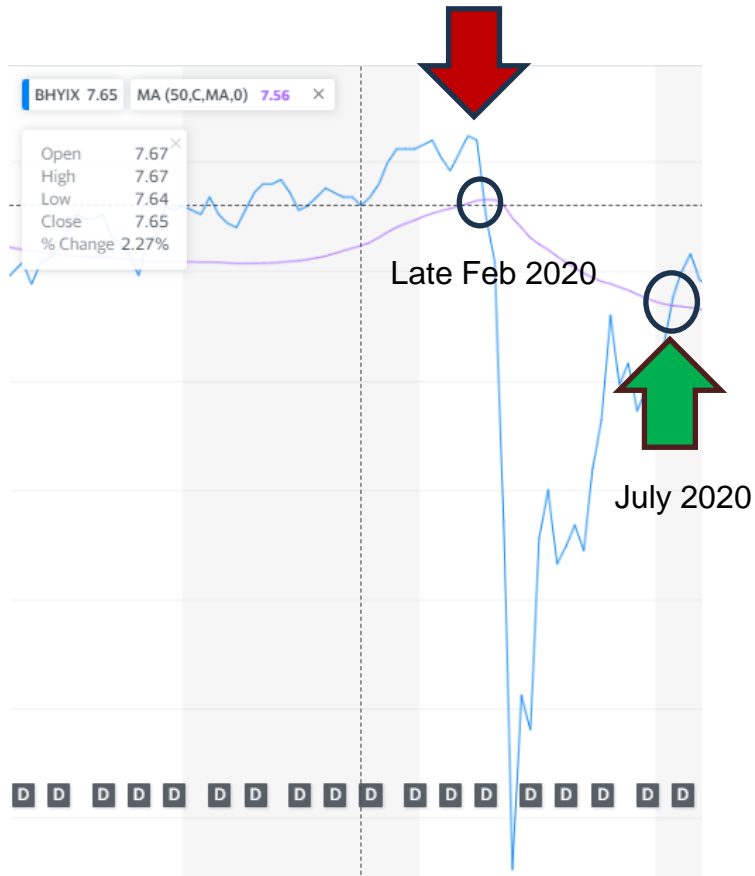 BHYIX 7.65 MA (50,C,MA,0) 7.56 ×
×
Open 7.67
High 7.67
Low 7.64
Close 7.65
% Change 2.27%
Late Feb 2020
July 2020
D D D D D D D D D D D D D D D D D D